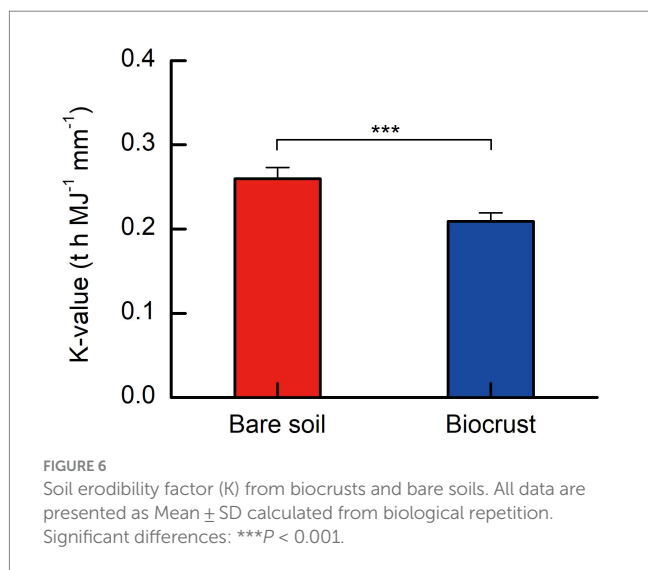 0.4
***
0.3
0.2
0.1
0.0
K-value (t h MJ⁻¹ mm⁻¹)
Bare soil Biocrust
FIGURE 6
Soil erodibility factor (K) from biocrusts and bare soils. All data are
presented as Mean ± SD calculated from biological repetition.
Significant differences: ***P < 0.001.